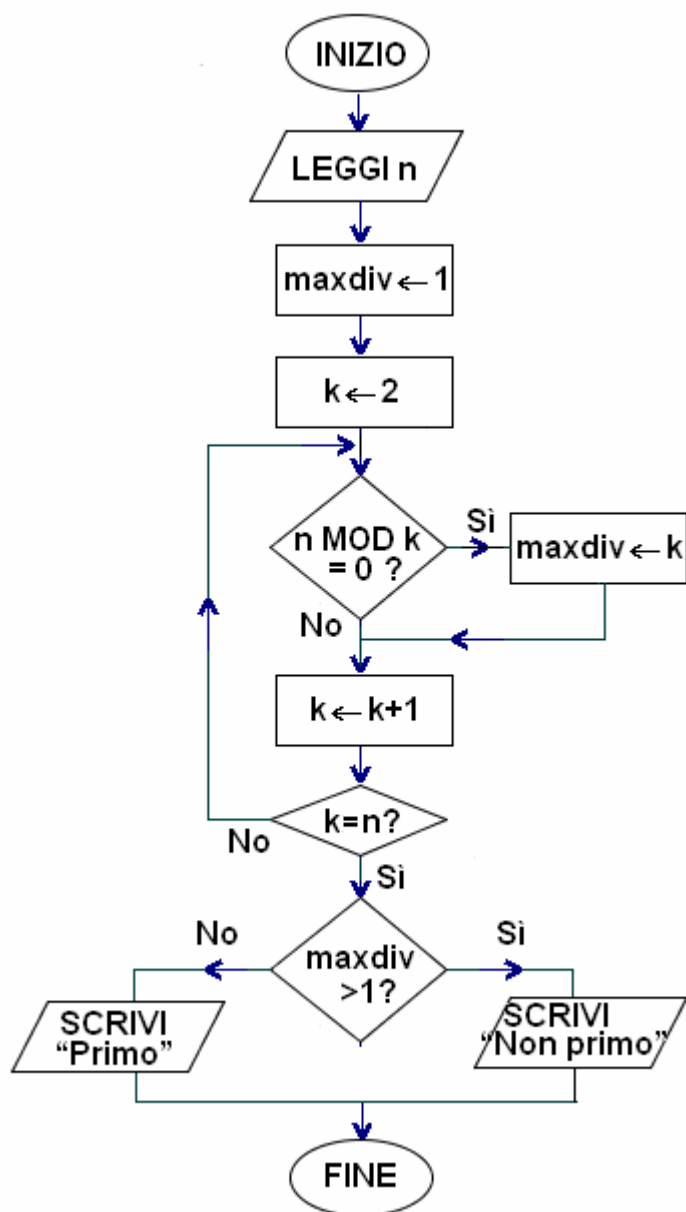 INIZIO
LEGGI n
maxdiv ← 1
k ← 2
n MOD k
= 0 ?
Sì
maxdiv ← k
No
k ← k+1
k=n?
No
Sì
No
maxdiv
>1?
Sì
SCRIVI
“Primo”
SCRIVI
“Non primo”
FINE